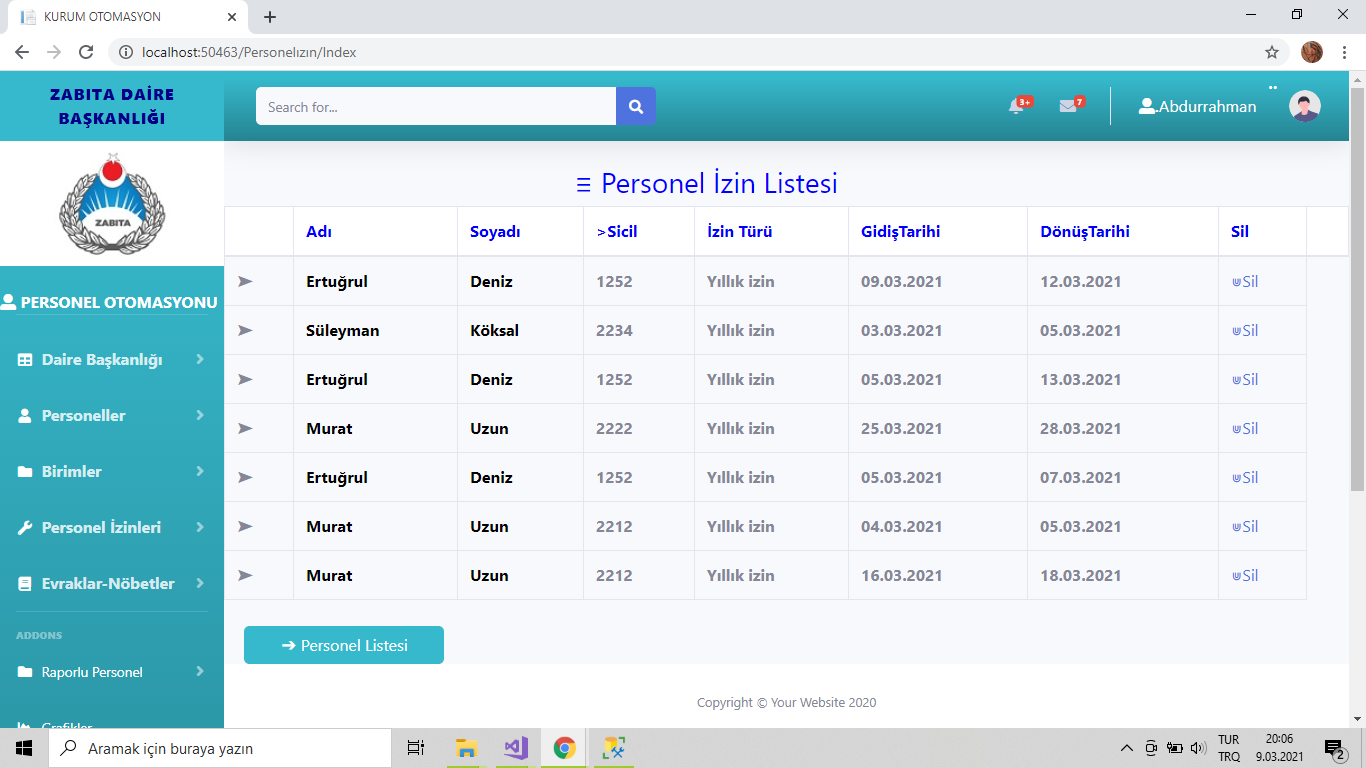 KURUM OTOMASYON
localhost:50463/Personelizin/Index
ZABITA DAİRE
BAŞKANLIĞI
Search for...
3+
7
.Abdurrahman
ZABITA
PERSONEL OTOMASYONU
Daire Başkanlığı
Personeller
Birimler
Personel İzinleri
Evraklar-Nöbetler
ADDONS
Raporlu Personel
Grafikler
☰ Personel İzin Listesi
Adı Soyadı >Sicil İzin Türü GidişTarihi DönüşTarihi Sil
➤ Ertuğrul Deniz 1252 Yıllık izin 09.03.2021 12.03.2021 Sil
➤ Süleyman Köksal 2234 Yıllık izin 03.03.2021 05.03.2021 Sil
➤ Ertuğrul Deniz 1252 Yıllık izin 05.03.2021 13.03.2021 Sil
➤ Murat Uzun 2222 Yıllık izin 25.03.2021 28.03.2021 Sil
➤ Ertuğrul Deniz 1252 Yıllık izin 05.03.2021 07.03.2021 Sil
➤ Murat Uzun 2212 Yıllık izin 04.03.2021 05.03.2021 Sil
➤ Murat Uzun 2212 Yıllık izin 16.03.2021 18.03.2021 Sil
➔ Personel Listesi
Copyright © Your Website 2020
Aramak için buraya yazın
TUR
TRQ
20:06
9.03.2021
2